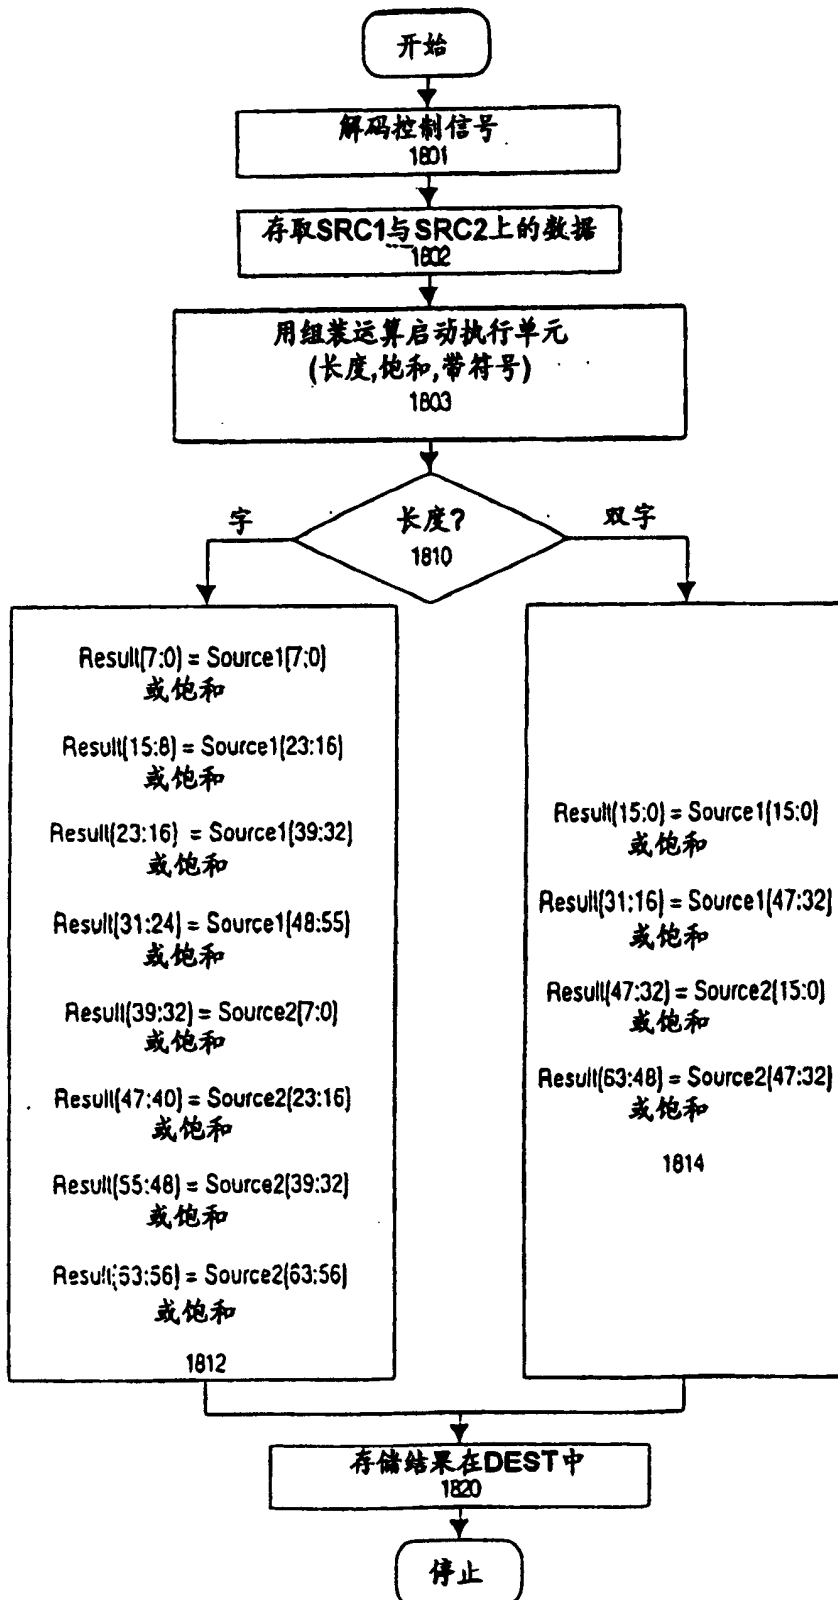 开始
解码控制信号
1801
存取SRC1与SRC2上的数据
1802
用组装运算启动执行单元
(长度,饱和,带符号)
1803
长度?
1810
字
双字
Result(7:0) = Source1(7:0)
或饱和
Result(15:8) = Source1(23:16)
或饱和
Result(23:16) = Source1(39:32)
或饱和
Result(31:24) = Source1(48:55)
或饱和
Result(39:32) = Source2(7:0)
或饱和
Result(47:40) = Source2(23:16)
或饱和
Result(55:48) = Source2(39:32)
或饱和
Result(63:56) = Source2(63:56)
或饱和
1812
Result(15:0) = Source1(15:0)
或饱和
Result(31:16) = Source1(47:32)
或饱和
Result(47:32) = Source2(15:0)
或饱和
Result(63:48) = Source2(47:32)
或饱和
1814
存储结果在DEST中
1820
停止